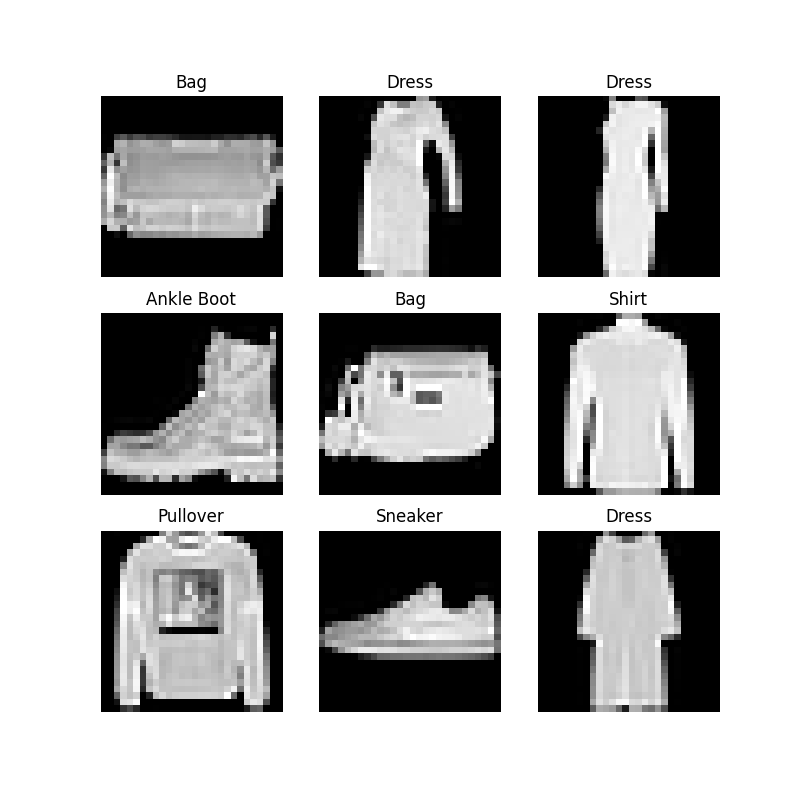 Bag
Dress
Dress
Ankle Boot
Bag
Shirt
Pullover
Sneaker
Dress